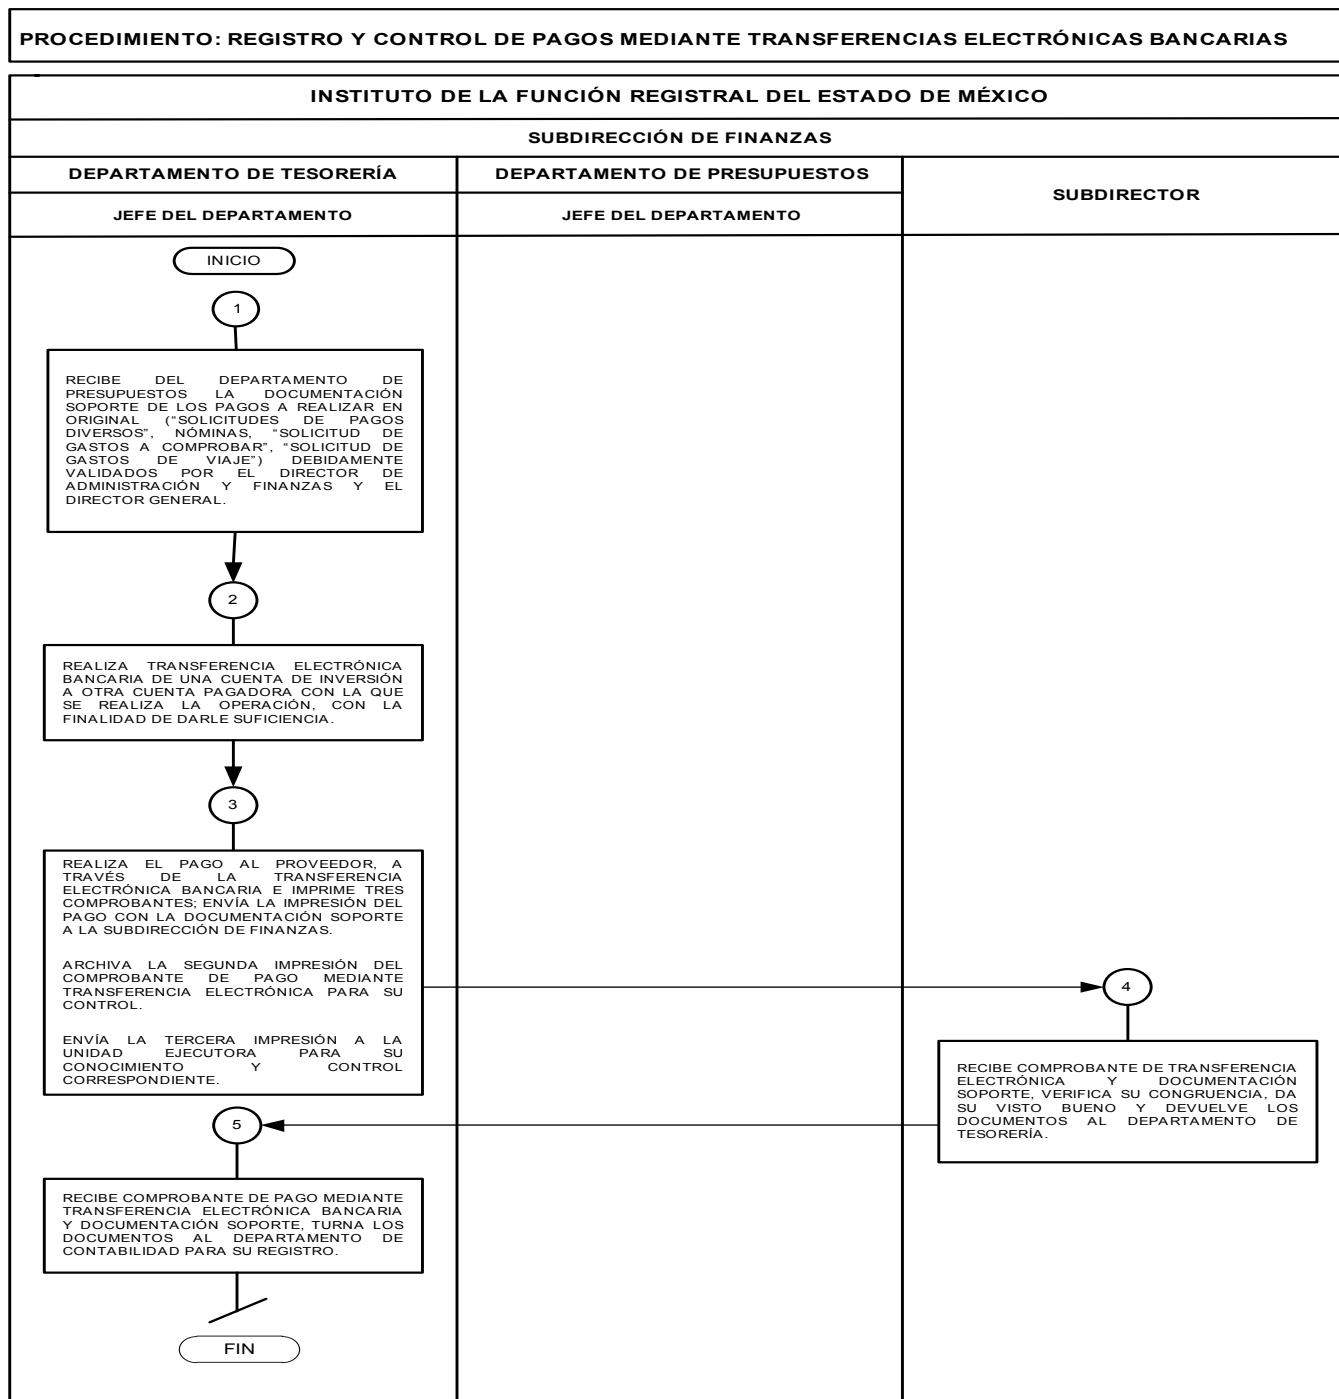 PROCEDIMIENTO: REGISTRO Y CONTROL DE PAGOS MEDIANTE TRANSFERENCIAS ELECTRÓNICAS BANCARIAS
INSTITUTO DE LA FUNCIÓN REGISTRAL DEL ESTADO DE MÉXICO
SUBDIRECCIÓN DE FINANZAS
DEPARTAMENTO DE TESORERÍA
DEPARTAMENTO DE PRESUPUESTOS
SUBDIRECTOR
JEFE DEL DEPARTAMENTO
JEFE DEL DEPARTAMENTO
INICIO
1
RECIBE DEL DEPARTAMENTO DE
PRESUPUESTOS LA DOCUMENTACIÓN
SOPORTE DE LOS PAGOS A REALIZAR EN
ORIGINAL (“SOLICITUDES DE PAGOS
DIVERSOS”, NÓMINAS, “SOLICITUD DE
GASTOS A COMPROBAR”, “SOLICITUD DE
GASTOS DE VIAJE”) DEBIDAMENTE
VALIDADOS POR EL DIRECTOR DE
ADMINISTRACIÓN Y FINANZAS Y EL
DIRECTOR GENERAL.
2
REALIZA TRANSFERENCIA ELECTRÓNICA
BANCARIA DE UNA CUENTA DE INVERSIÓN
A OTRA CUENTA PAGADORA CON LA QUE
SE REALIZA LA OPERACIÓN, CON LA
FINALIDAD DE DARLE SUFICIENCIA.
3
REALIZA EL PAGO AL PROVEEDOR, A
TRAVÉS DE LA TRANSFERENCIA
ELECTRÓNICA BANCARIA E IMPRIME TRES
COMPROBANTES; ENVÍA LA IMPRESIÓN DEL
PAGO CON LA DOCUMENTACIÓN SOPORTE
A LA SUBDIRECCIÓN DE FINANZAS.
ARCHIVA LA SEGUNDA IMPRESIÓN DEL
COMPROBANTE DE PAGO MEDIANTE
TRANSFERENCIA ELECTRÓNICA PARA SU
CONTROL.
ENVÍA LA TERCERA IMPRESIÓN A LA
UNIDAD EJECUTORA PARA SU
CONOCIMIENTO Y CONTROL
CORRESPONDIENTE.
4
RECIBE COMPROBANTE DE TRANSFERENCIA
ELECTRÓNICA Y DOCUMENTACIÓN
SOPORTE, VERIFICA SU CONGRUENCIA, DA
SU VISTO BUENO Y DEVUELVE LOS
DOCUMENTOS AL DEPARTAMENTO DE
TESORERÍA.
5
RECIBE COMPROBANTE DE PAGO MEDIANTE
TRANSFERENCIA ELECTRÓNICA BANCARIA
Y DOCUMENTACIÓN SOPORTE, TURNA LOS
DOCUMENTOS AL DEPARTAMENTO DE
CONTABILIDAD PARA SU REGISTRO.
FIN